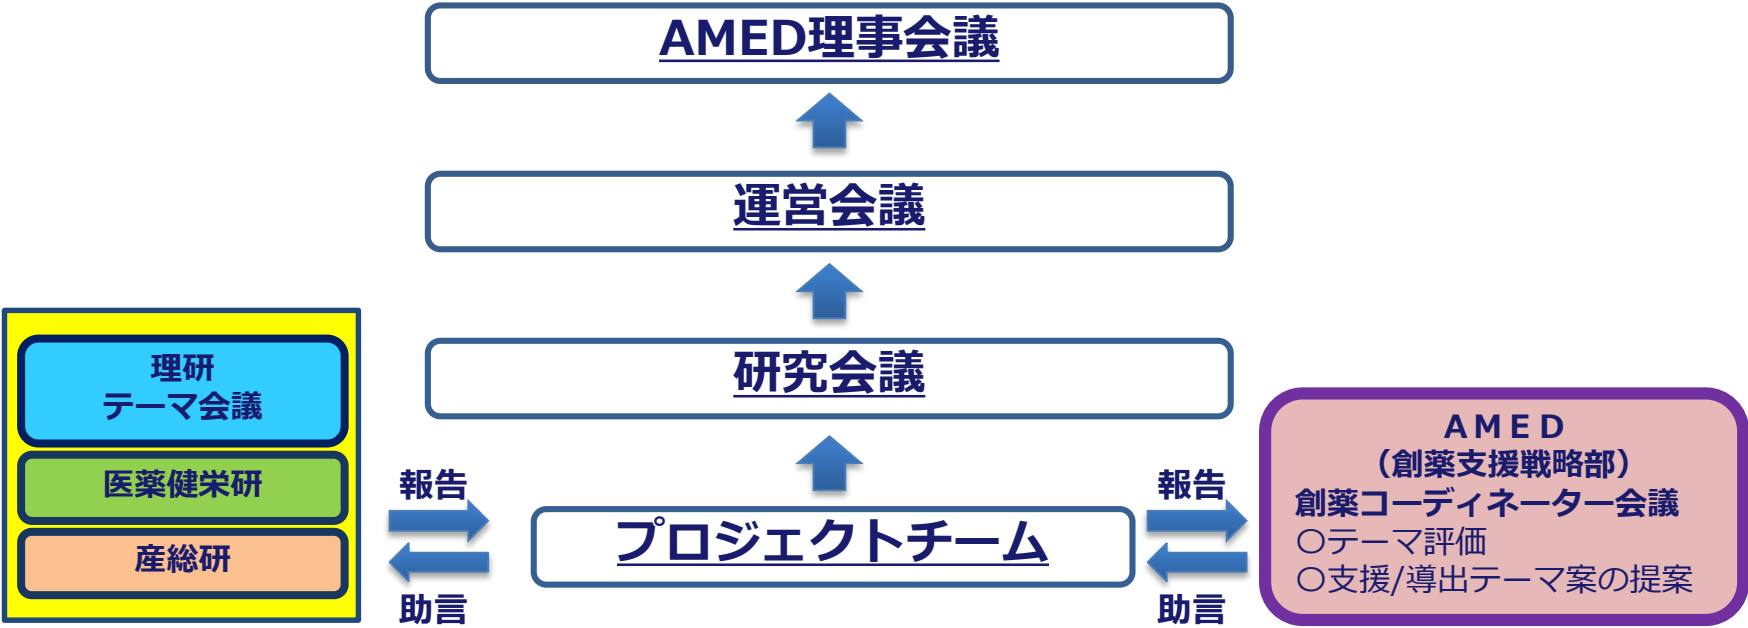 AMED理事会議
運営会議
研究会議
理研
テーマ会議
医薬健栄研
産総研
報告
助言
プロジェクトチーム
報告
助言
ＡＭＥＤ
（創薬支援戦略部）
創薬コーディネーター会議
○テーマ評価
○支援/導出テーマ案の提案